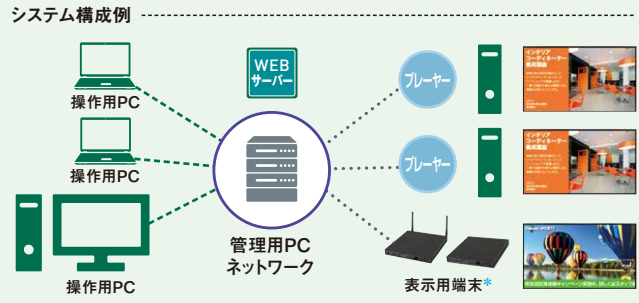 システム構成例
操作用PC
操作用PC
操作用PC
WEB
サーバー
管理用PC
ネットワーク
プレーヤー
プレーヤー
表示用端末*
インテリア
コーディネーター
養成講座
インテリア
コーディネーター
養成講座